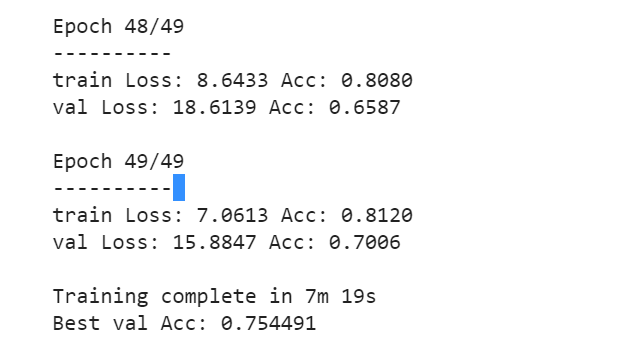 Epoch 48/49
----------
train Loss: 8.6433 Acc: 0.8080
val Loss: 18.6139 Acc: 0.6587
Epoch 49/49
----------
train Loss: 7.0613 Acc: 0.8120
val Loss: 15.8847 Acc: 0.7006
Training complete in 7m 19s
Best val Acc: 0.754491